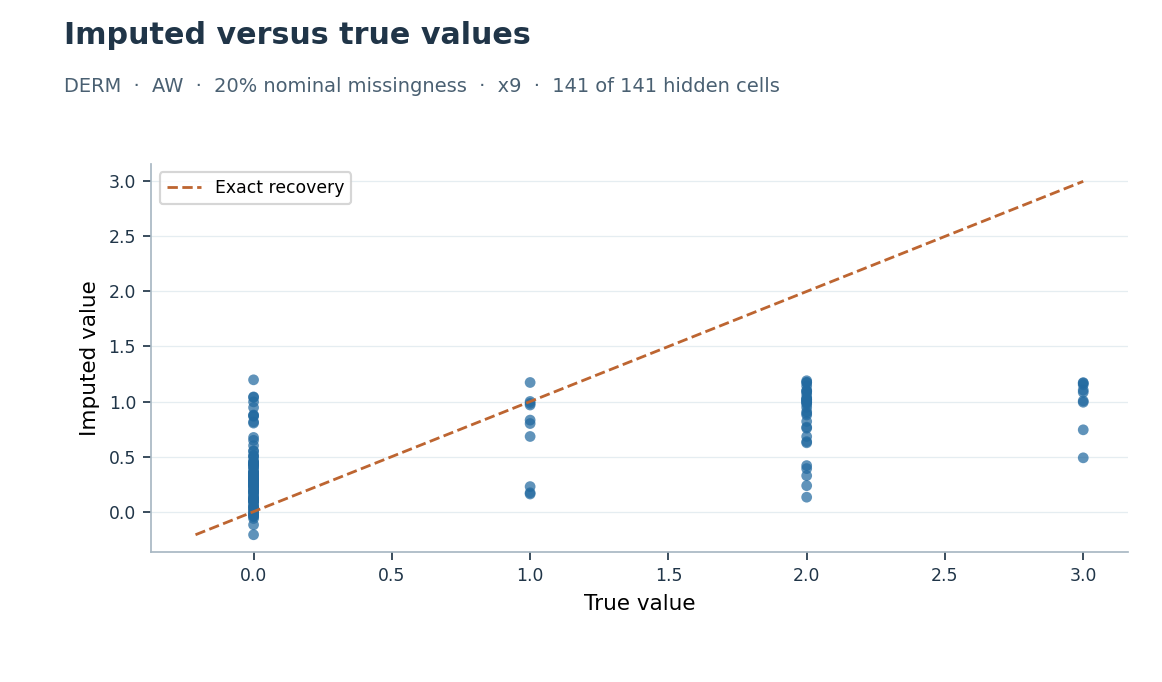 Imputed versus true values
DERM · AW · 20% nominal missingness · x9 · 141 of 141 hidden cells
Exact recovery
3.0
2.5
2.0
1.5
1.0
0.5
0.0
Imputed value
0.0 0.5 1.0 1.5 2.0 2.5 3.0
True value